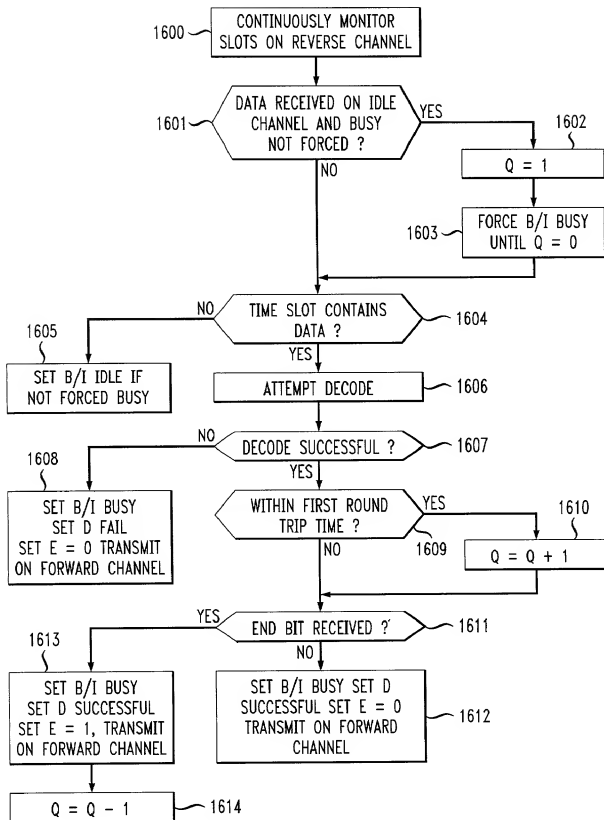 1600
CONTINUOUSLY MONITOR
SLOTS ON REVERSE CHANNEL
1601
DATA RECEIVED ON IDLE
CHANNEL AND BUSY
NOT FORCED ?
YES
NO
1602
Q = 1
1603
FORCE B/I BUSY
UNTIL Q = 0
NO
TIME SLOT CONTAINS
DATA ?
1604
YES
1605
SET B/I IDLE IF
NOT FORCED BUSY
ATTEMPT DECODE
1606
NO
DECODE SUCCESSFUL ?
1607
YES
1608
SET B/I BUSY
SET D FAIL
SET E = 0 TRANSMIT
ON FORWARD CHANNEL
WITHIN FIRST ROUND
TRIP TIME ?
YES
1609
NO
1610
Q = Q + 1
YES
END BIT RECEIVED ?
1611
NO
1613
SET B/I BUSY
SET D SUCCESSFUL
SET E = 1, TRANSMIT
ON FORWARD CHANNEL
SET B/I BUSY SET D
SUCCESSFUL SET E = 0
TRANSMIT ON FORWARD
CHANNEL
1612
Q = Q − 1
1614